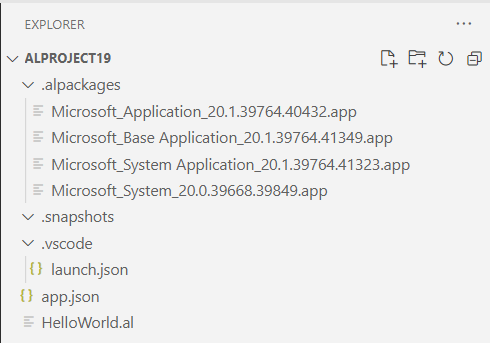 EXPLORER
ALPROJECT19
.alpackages
Microsoft_Application_20.1.39764.40432.app
Microsoft_Base Application_20.1.39764.41349.app
Microsoft_System Application_20.1.39764.41323.app
Microsoft_System_20.0.39668.39849.app
.snapshots
.vscode
{} launch.json
{} app.json
HelloWorld.al